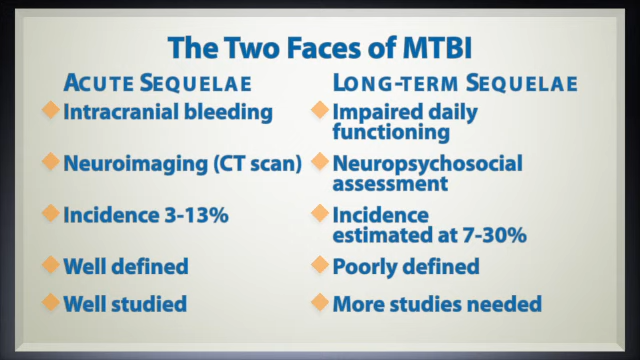 The Two Faces of MTBI
ACUTE SEQUELAE
Intracranial bleeding
Neuroimaging (CT scan)
Incidence 3-13%
Well defined
Well studied
LONG-TERM SEQUELAE
Impaired daily
functioning
Neuropsychosocial
assessment
Incidence
estimated at 7-30%
Poorly defined
More studies needed